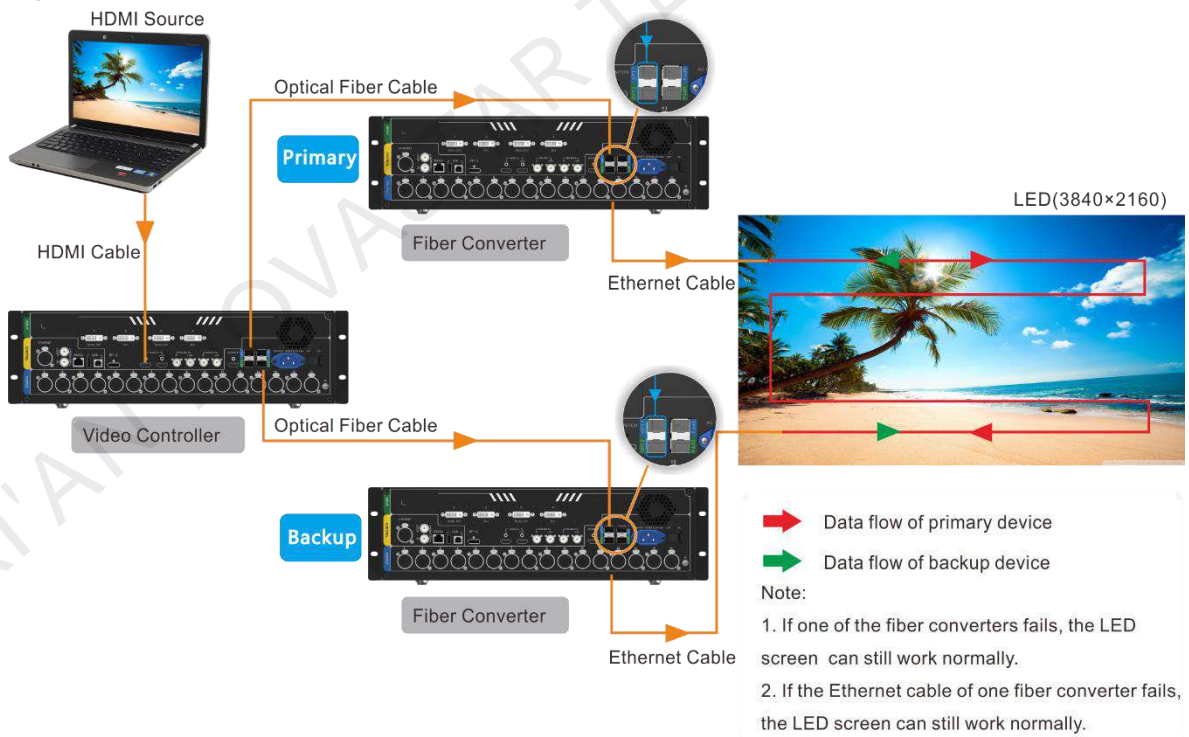 HDMI Source
Optical Fiber Cable
Primary
LED(3840×2160)
Fiber Converter
HDMI Cable
Ethernet Cable
Video Controller
Optical Fiber Cable
Backup
Fiber Converter
Ethernet Cable
Data flow of primary device
Data flow of backup device
Note:
1. If one of the fiber converters fails, the LED
screen can still work normally.
2. If the Ethernet cable of one fiber converter fails,
the LED screen can still work normally.